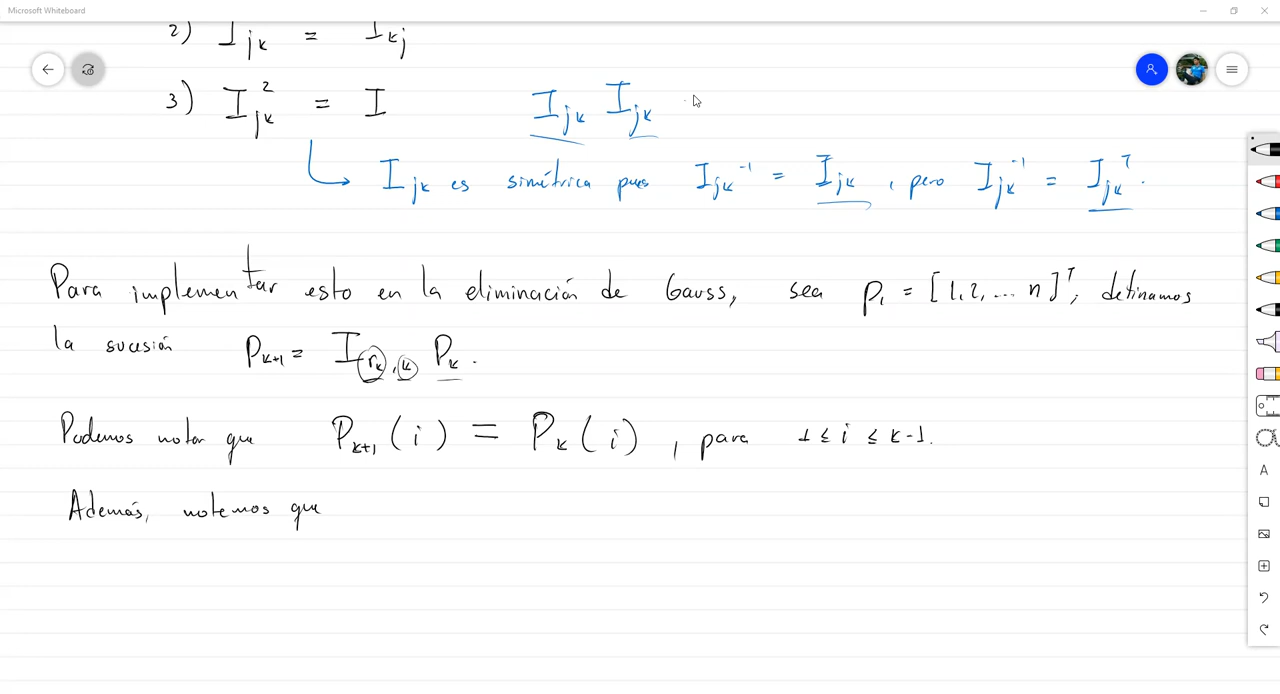 Microsoft Whiteboard
2) I_jk = I_kj
3) I_jk^2 = I I_jk I_jk
I_jk es simétrica pues I_jk^-1 = I_jk , pero I_jk^-1 = I_jk^T.
Para implementar esto en la eliminación de Gauss, sea p_1 = [1,2, ... n]^T, definamos
la sucesión P_k+1 = I_r_k,k P_k .
Podemos notar que P_k+1(i) = P_k(i) , para 1 ≤ i ≤ k-1.
Además, notemos que
A